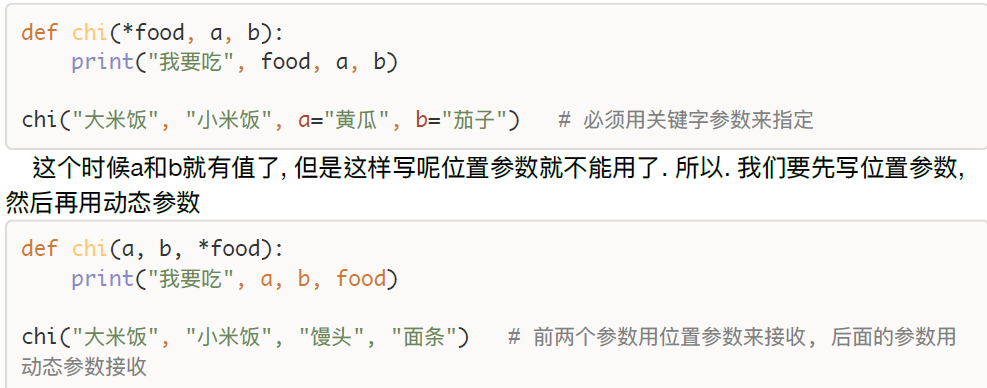 def chi(*food, a, b):
    print("我要吃", food, a, b)
chi("大米饭", "小米饭", a="黄瓜", b="茄子")   # 必须用关键字参数来指定
这个时候a和b就有值了, 但是这样写呢位置参数就不能用了. 所以. 我们要先写位置参数,
然后再用动态参数
def chi(a, b, *food):
    print("我要吃", a, b, food)
chi("大米饭", "小米饭", "馒头", "面条")   # 前两个参数用位置参数来接收, 后面的参数用
动态参数接收